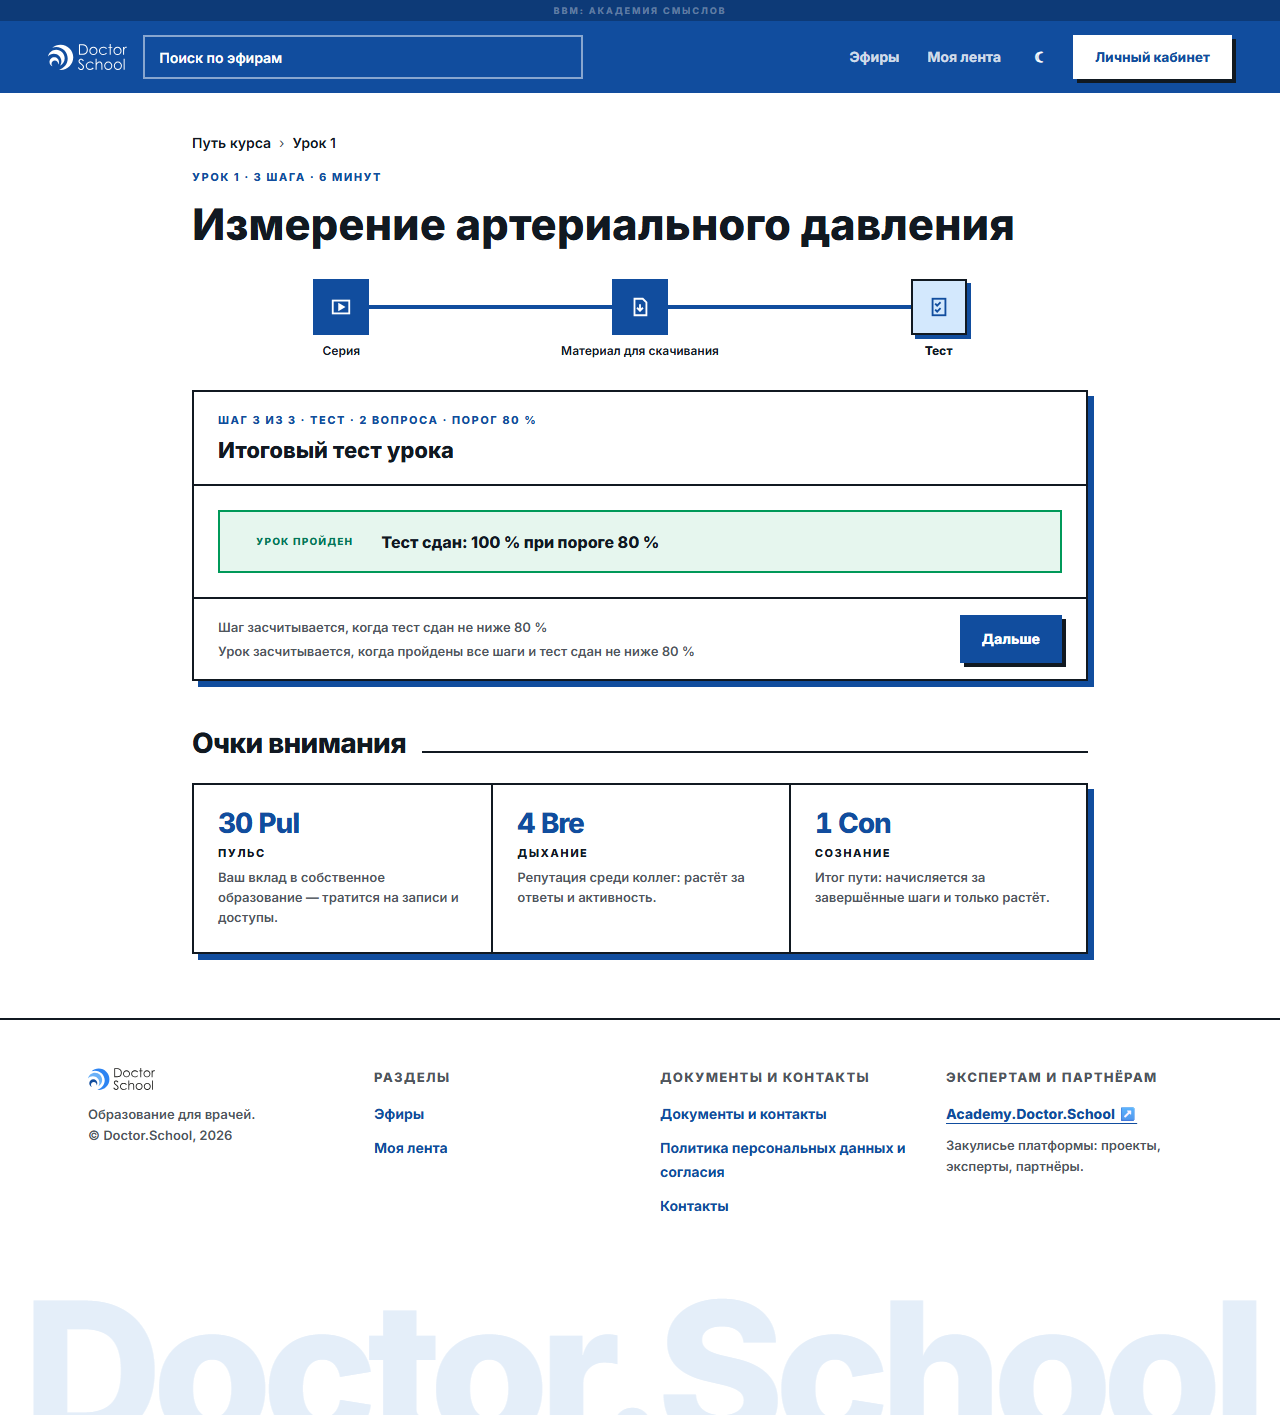 ВВМ: АКАДЕМИЯ СМЫСЛОВ
Doctor School
Поиск по эфирам
Эфиры
Моя лента
Личный кабинет
Путь курса › Урок 1
УРОК 1 · 3 ШАГА · 6 МИНУТ
Измерение артериального давления
Серия
Материал для скачивания
Тест
ШАГ 3 ИЗ 3 · ТЕСТ · 2 ВОПРОСА · ПОРОГ 80 %
Итоговый тест урока
УРОК ПРОЙДЕН
Тест сдан: 100 % при пороге 80 %
Шаг засчитывается, когда тест сдан не ниже 80 %
Урок засчитывается, когда пройдены все шаги и тест сдан не ниже 80 %
Дальше
Очки внимания
30 Pul
ПУЛЬС
Ваш вклад в собственное
образование — тратится на записи и
доступы.
4 Bre
ДЫХАНИЕ
Репутация среди коллег: растёт за
ответы и активность.
1 Con
СОЗНАНИЕ
Итог пути: начисляется за
завершённые шаги и только растёт.
Doctor School
Образование для врачей.
© Doctor.School, 2026
РАЗДЕЛЫ
Эфиры
Моя лента
ДОКУМЕНТЫ И КОНТАКТЫ
Документы и контакты
Политика персональных данных и
согласия
Контакты
ЭКСПЕРТАМ И ПАРТНЁРАМ
Academy.Doctor.School ↗
Закулисье платформы: проекты,
эксперты, партнёры.
Doctor.School